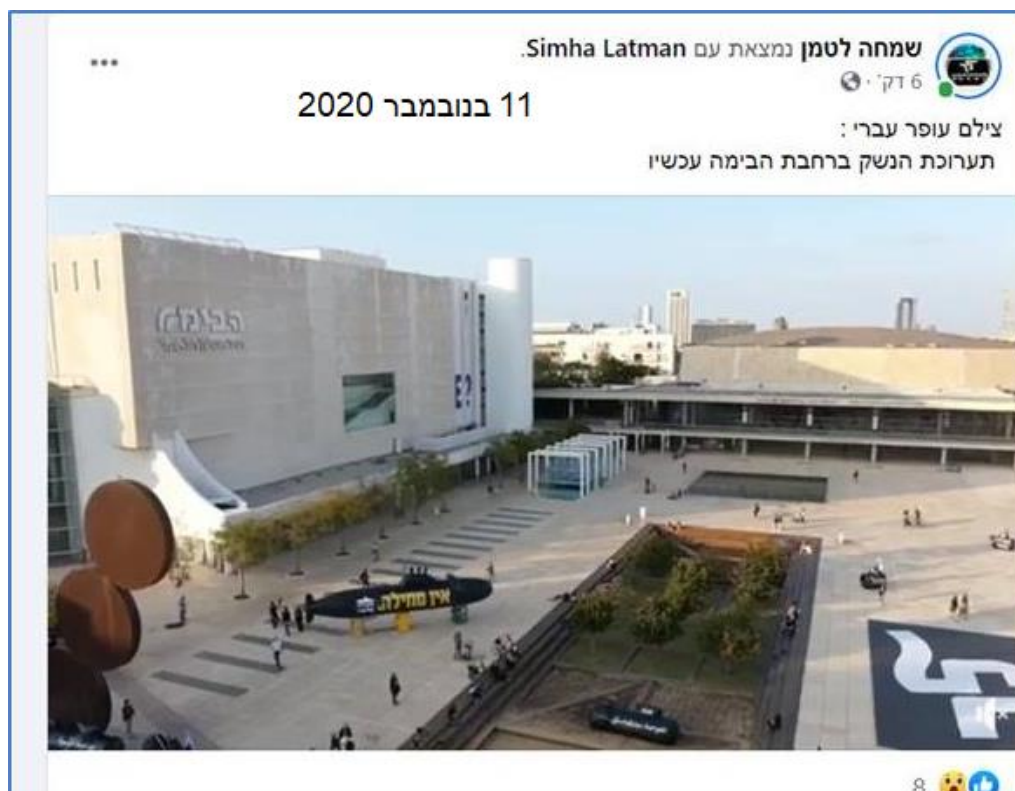 שמחה לטמן נמצאת עם Simha Latman.
6 דק'
11 בנובמבר 2020
צילם עופר עברי :
תערוכת הנשק ברחבת הבימה עכשיו
הבימה
אין מחילה.
8